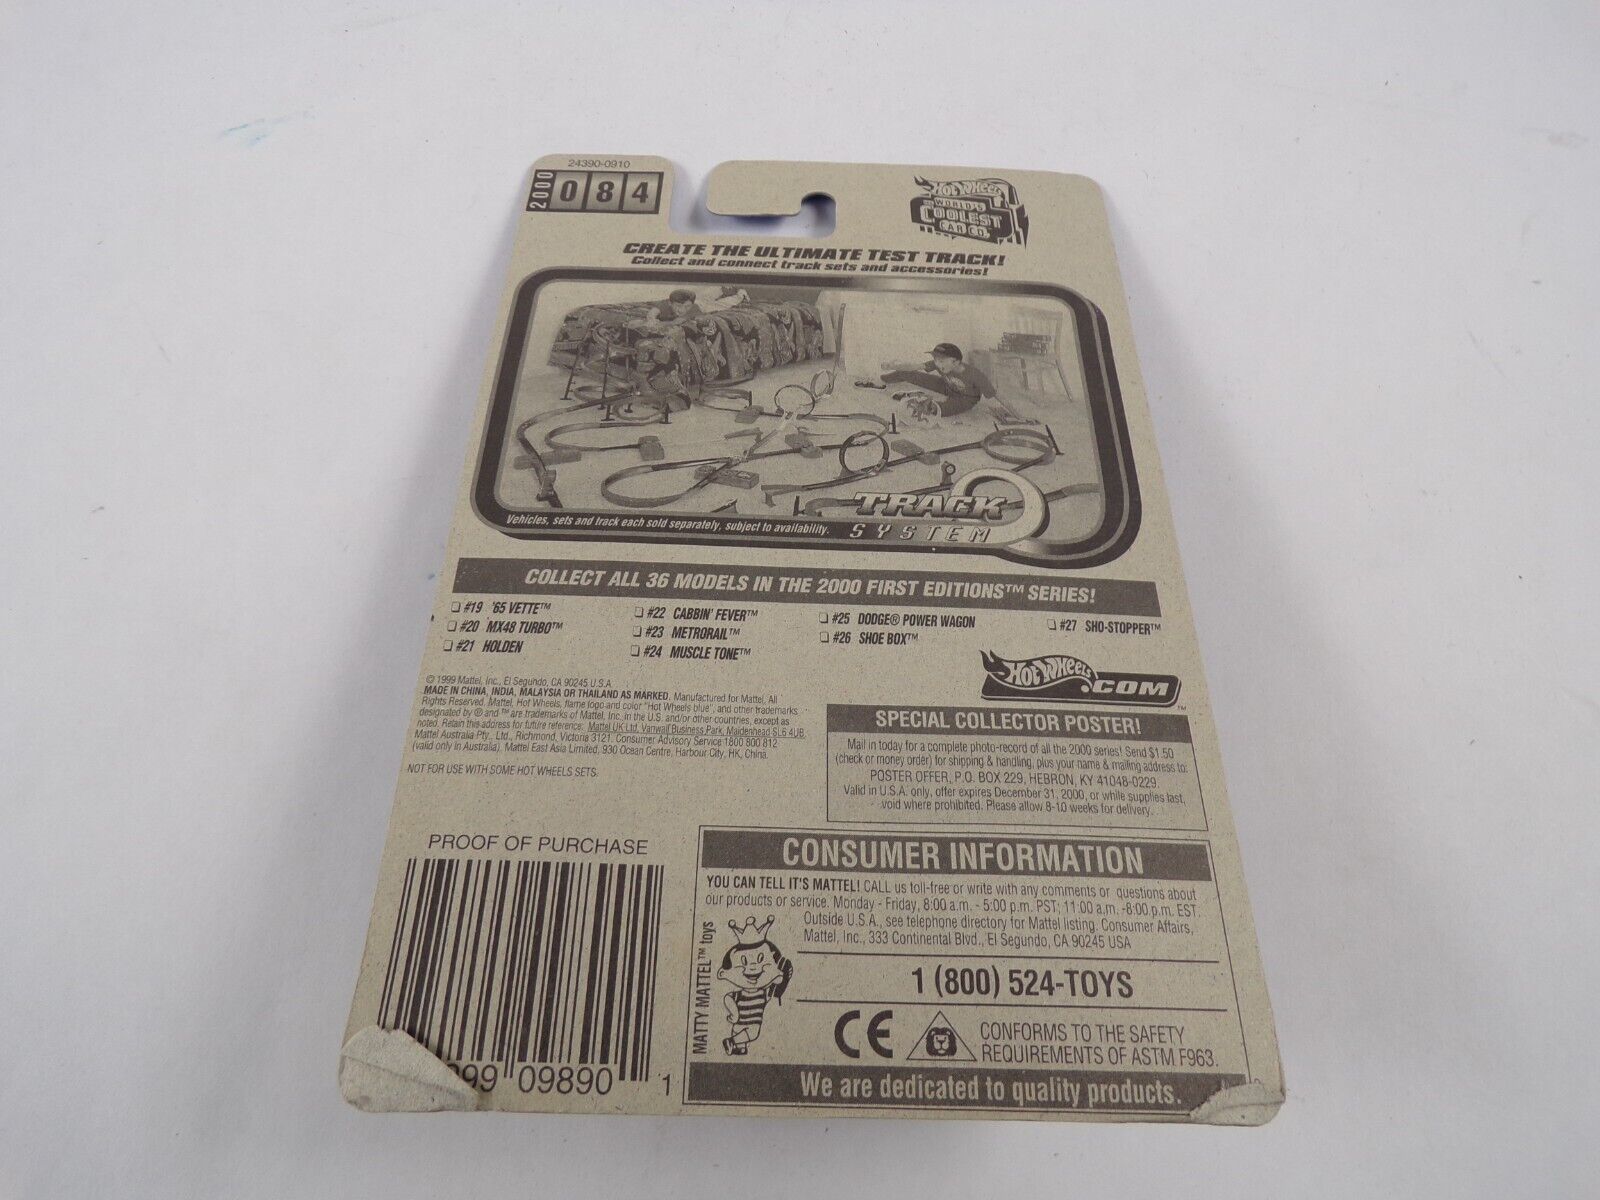 24390-0910
2000 084
HOT WHEELS
WORLD'S
COOLEST
CAR CO.
CREATE THE ULTIMATE TEST TRACK!
Collect and connect track sets and accessories!
TRACK
SYSTEM
Vehicles, sets and track each sold separately, subject to availability.
COLLECT ALL 36 MODELS IN THE 2000 FIRST EDITIONS™ SERIES!
❏ #19 '65 VETTE™
❏ #20 MX48 TURBO™
❏ #21 HOLDEN
❏ #22 CABBIN' FEVER™
❏ #23 METRORAIL™
❏ #24 MUSCLE TONE™
❏ #25 DODGE® POWER WAGON
❏ #26 SHOE BOX™
❏ #27 SHO-STOPPER™
© 1999 Mattel, Inc., El Segundo, CA 90245 U.S.A.
MADE IN CHINA, INDIA, MALAYSIA OR THAILAND AS MARKED. Manufactured for Mattel. All
Rights Reserved. Mattel, Hot Wheels, flame logo and color "Hot Wheels blue", and other trademarks
designated by ® and ™ are trademarks of Mattel, Inc. in the U.S. and/or other countries, except as
noted. Retain this address for future reference: Mattel UK Ltd, Vanwall Business Park, Maidenhead SL6 4UB.
Mattel Australia Pty., Ltd., Richmond, Victoria 3121. Consumer Advisory Service 1800 800 812
(valid only in Australia). Mattel East Asia Limited, 930 Ocean Centre, Harbour City, HK, China.
NOT FOR USE WITH SOME HOT WHEELS SETS.
Hot Wheels .COM™
SPECIAL COLLECTOR POSTER!
Mail in today for a complete photo-record of all the 2000 series! Send $1.50
(check or money order) for shipping & handling, plus your name & mailing address to:
POSTER OFFER, P.O. BOX 229, HEBRON, KY 41048-0229.
Valid in U.S.A. only, offer expires December 31, 2000, or while supplies last,
void where prohibited. Please allow 8-10 weeks for delivery.
PROOF OF PURCHASE
99 09890 1
CONSUMER INFORMATION
YOU CAN TELL IT'S MATTEL! CALL us toll-free or write with any comments or questions about
our products or service. Monday - Friday, 8:00 a.m. - 5:00 p.m. PST; 11:00 a.m. -8:00 p.m. EST.
Outside U.S.A., see telephone directory for Mattel listing. Consumer Affairs,
Mattel, Inc., 333 Continental Blvd., El Segundo, CA 90245 USA
MATTY MATTEL™ toys
1 (800) 524-TOYS
CE
CONFORMS TO THE SAFETY
REQUIREMENTS OF ASTM F963.
We are dedicated to quality products.